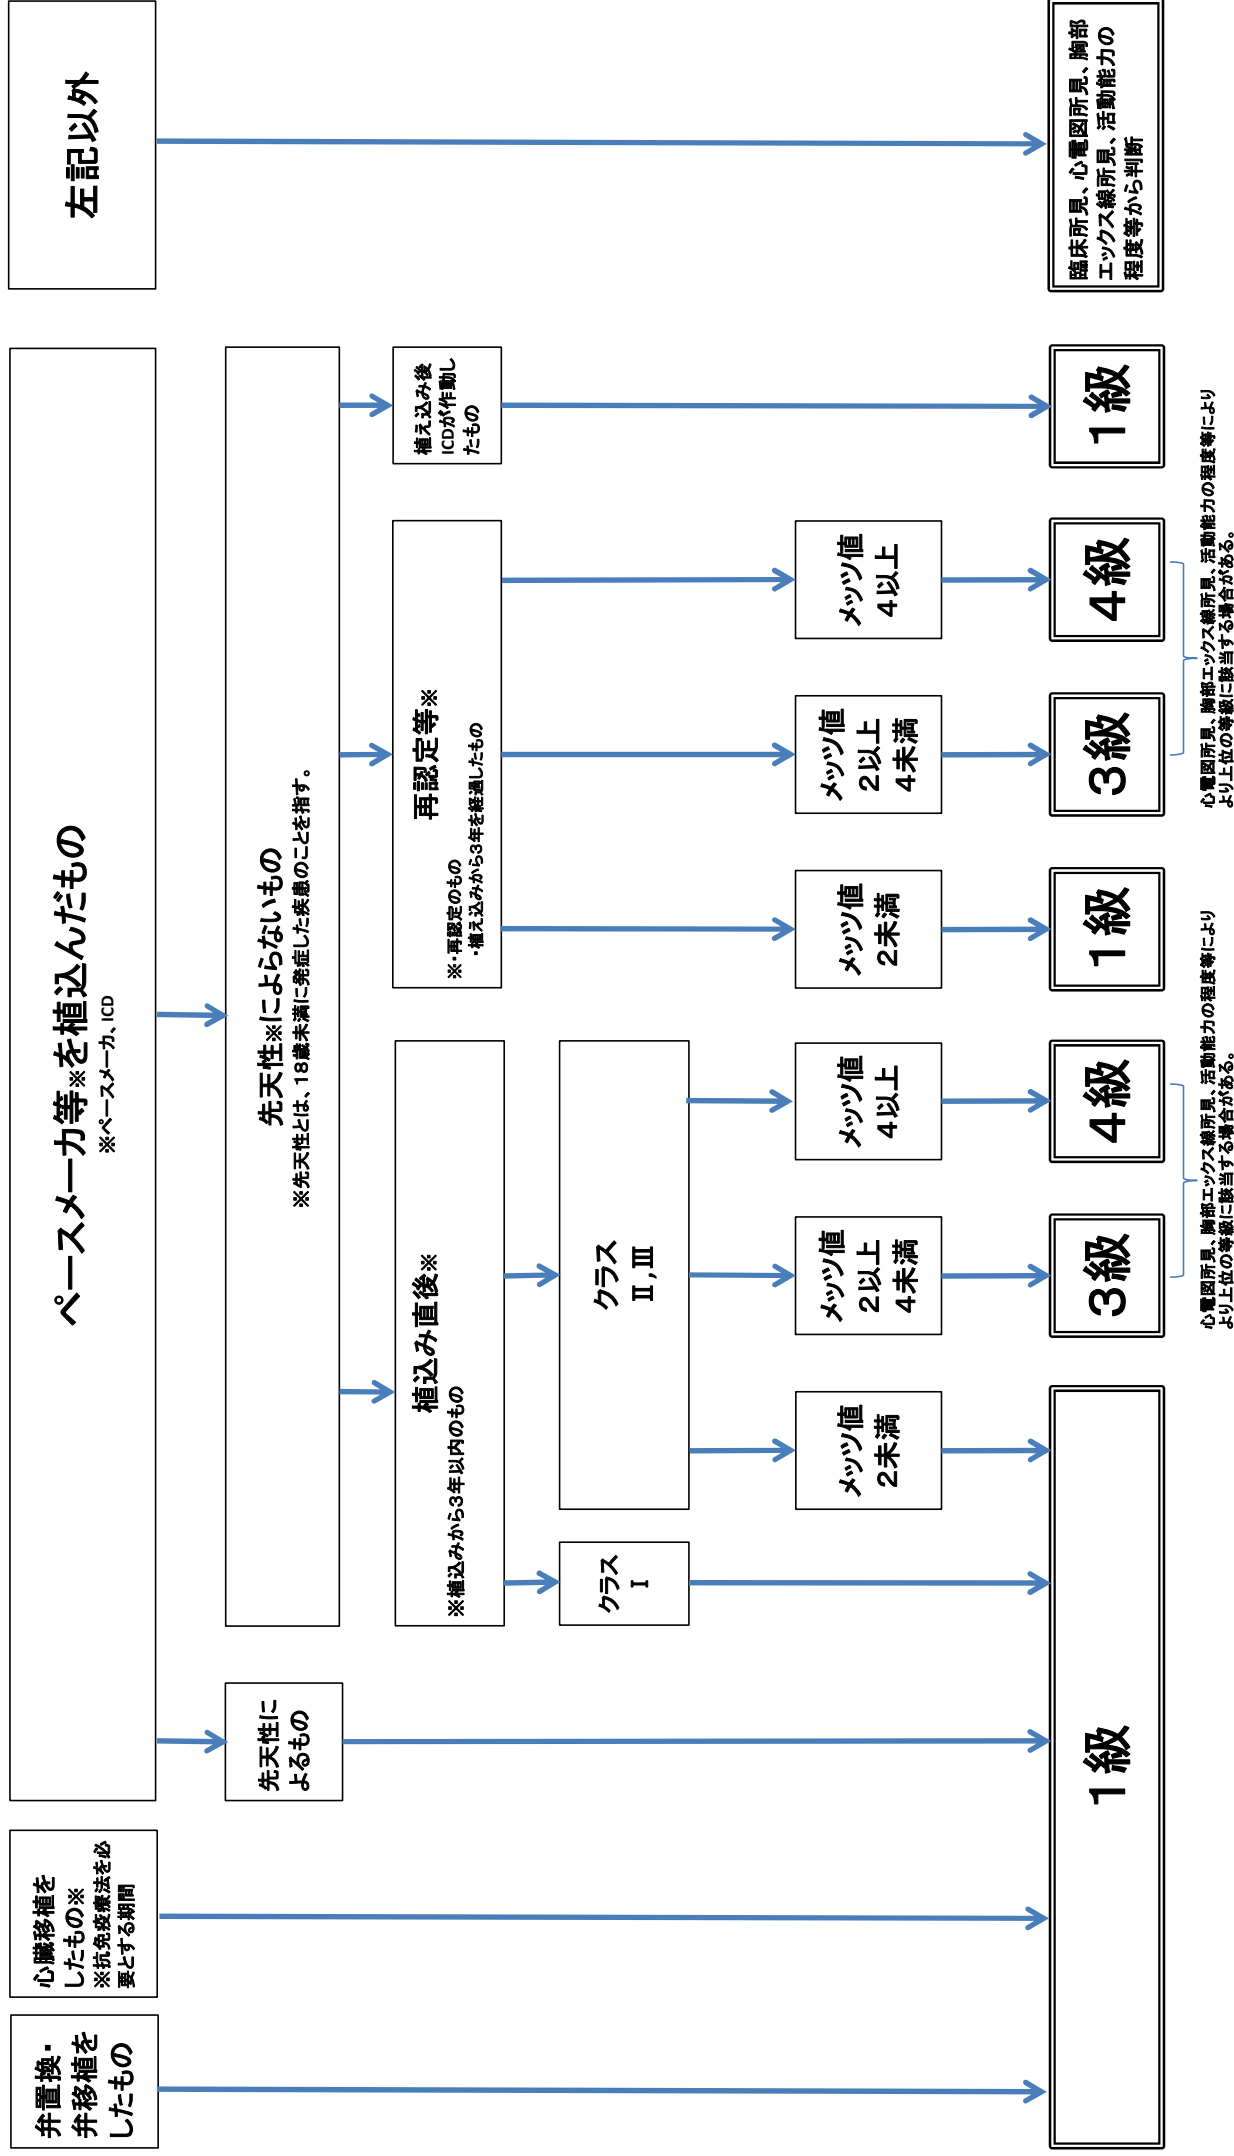 弁置換・
弁移植を
したもの
心臓移植を
したもの※
※抗免疫療法を必
要とする期間
ペースメーカ等※を植込んだもの
※ペースメーカ、ICD
左記以外
先天性に
よるもの
先天性※によらないもの
※先天性とは、18歳未満に発症した疾患のことを指す。
植込み直後※
※植込みから3年以内のもの
再認定等※
※・再認定のもの
・植え込みから3年を経過したもの
植え込み後
ICDが作動し
たもの
クラス
Ⅰ
クラス
Ⅱ,Ⅲ
メッツ値
2未満
メッツ値
2以上
4未満
メッツ値
4以上
メッツ値
2未満
メッツ値
2以上
4未満
メッツ値
4以上
1級
3級
4級
1級
3級
4級
1級
臨床所見、心電図所見、胸部
エックス線所見、活動能力の
程度等から判断
心電図所見、胸部エックス線所見、活動能力の程度等により
より上位の等級に該当する場合がある。
心電図所見、胸部エックス線所見、活動能力の程度等により
より上位の等級に該当する場合がある。